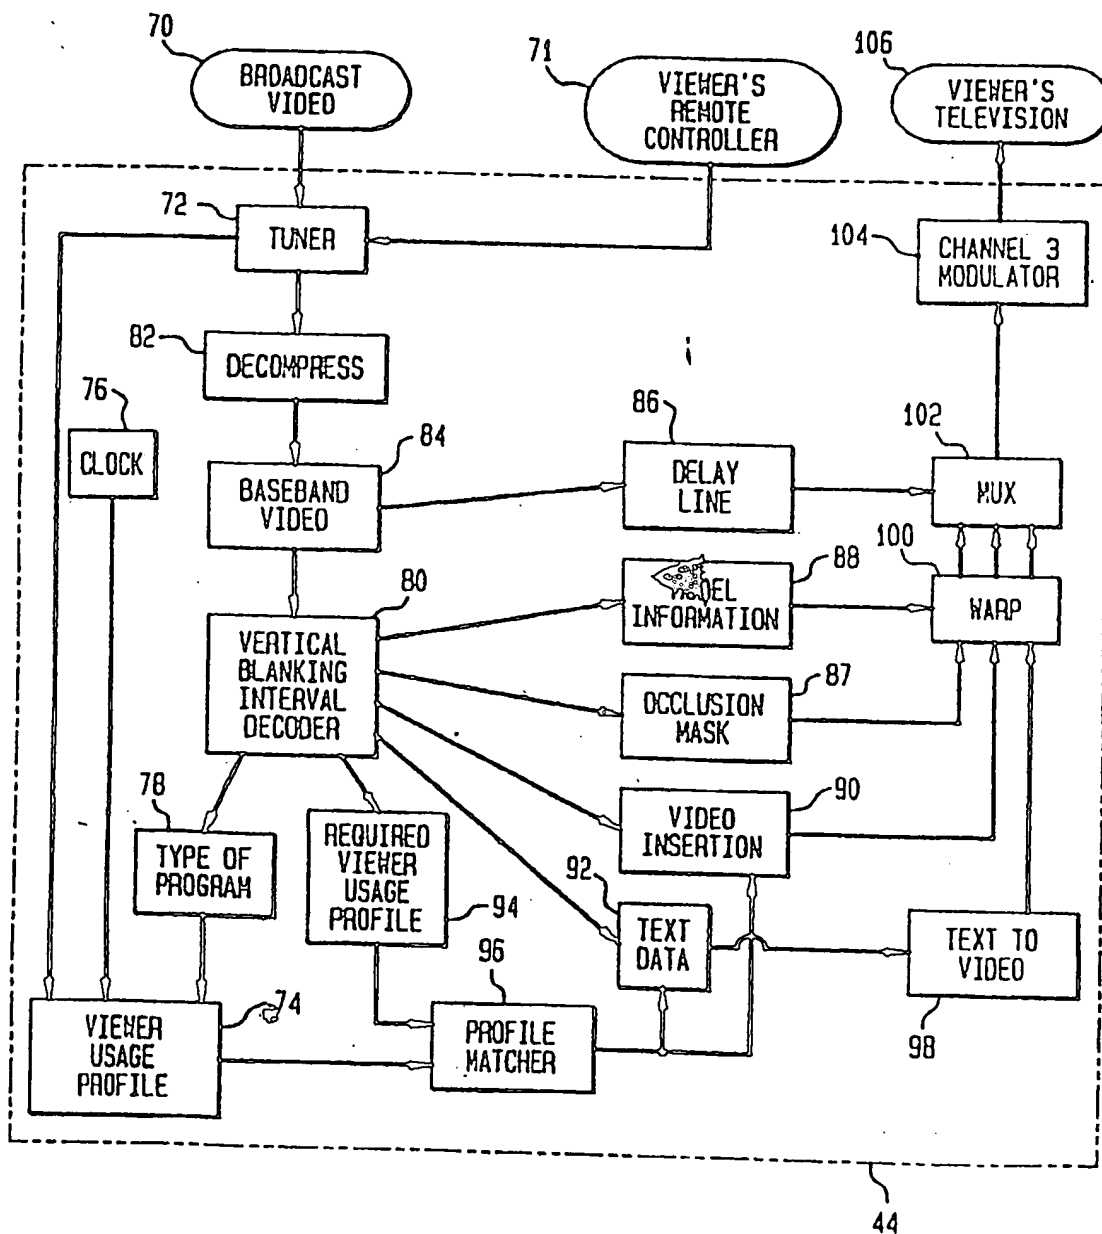 70
BROADCAST
VIDEO
71
VIEWER'S
REMOTE
CONTROLLER
106
VIEWER'S
TELEVISION
72
TUNER
104
CHANNEL 3
MODULATOR
82
DECOMPRESS
76
CLOCK
84
BASEBAND
VIDEO
86
DELAY
LINE
102
MUX
80
VERTICAL
BLANKING
INTERVAL
DECODER
88
INFORMATION
100
WARP
87
OCCLUSION
MASK
78
TYPE OF
PROGRAM
REQUIRED
VIEWER
USAGE
PROFILE
94
90
VIDEO
INSERTION
92
TEXT
DATA
TEXT TO
VIDEO
98
74
VIEWER
USAGE
PROFILE
96
PROFILE
MATCHER
44